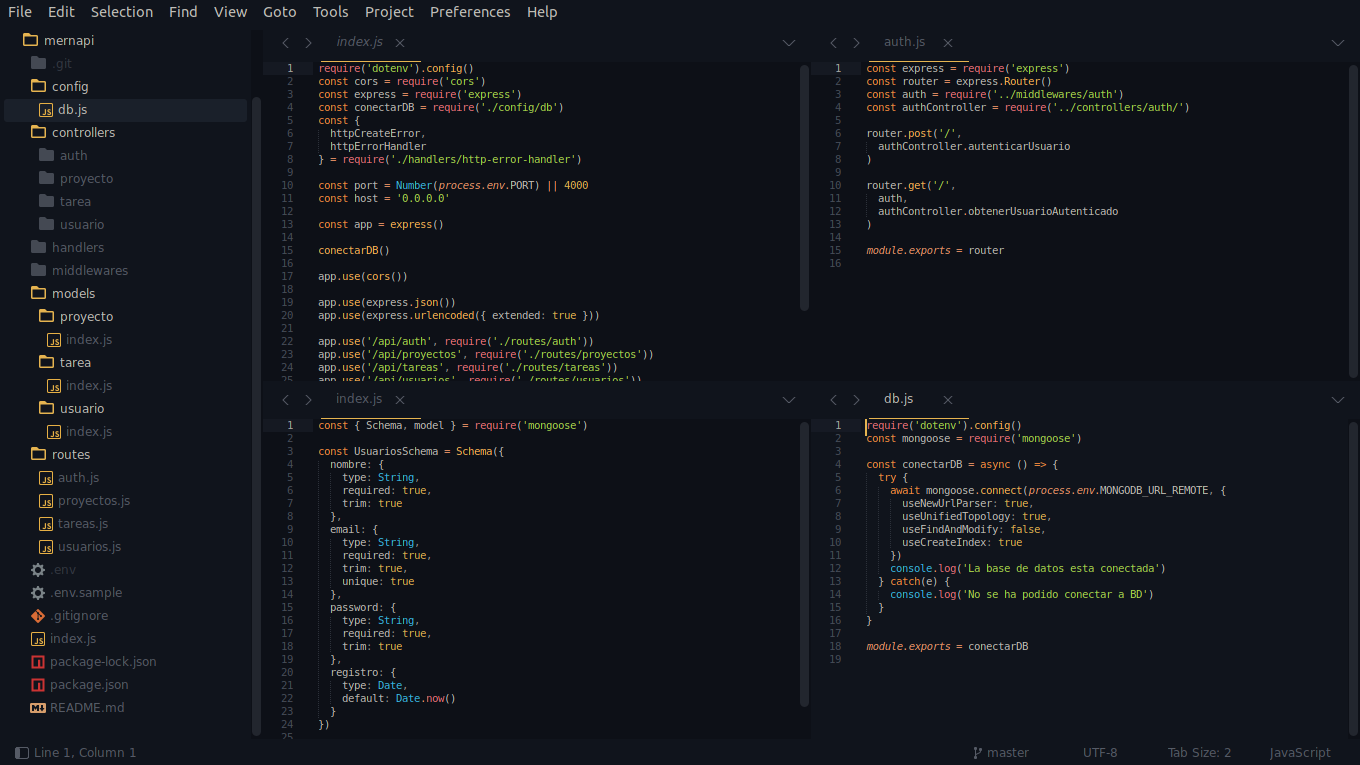 File Edit Selection Find View Goto Tools Project Preferences Help
mernapi
.git
config
db.js
controllers
auth
proyecto
tarea
usuario
handlers
middlewares
models
proyecto
index.js
tarea
index.js
usuario
index.js
routes
auth.js
proyectos.js
tareas.js
usuarios.js
.env
.env.sample
.gitignore
index.js
package-lock.json
package.json
README.md
index.js
1 require('dotenv').config()
2 const cors = require('cors')
3 const express = require('express')
4 const conectarDB = require('./config/db')
5 const {
6 httpCreateError,
7 httpErrorHandler
8 } = require('./handlers/http-error-handler')
9
10 const port = Number(process.env.PORT) || 4000
11 const host = '0.0.0.0'
12
13 const app = express()
14
15 conectarDB()
16
17 app.use(cors())
18
19 app.use(express.json())
20 app.use(express.urlencoded({ extended: true }))
21
22 app.use('/api/auth', require('./routes/auth'))
23 app.use('/api/proyectos', require('./routes/proyectos'))
24 app.use('/api/tareas', require('./routes/tareas'))
25 app.use('/api/usuarios', require('./routes/usuarios'))
auth.js
1 const express = require('express')
2 const router = express.Router()
3 const auth = require('../middlewares/auth')
4 const authController = require('../controllers/auth/')
5
6 router.post('/',
7 authController.autenticarUsuario
8 )
9
10 router.get('/',
11 auth,
12 authController.obtenerUsuarioAutenticado
13 )
14
15 module.exports = router
16
index.js
1 const { Schema, model } = require('mongoose')
2
3 const UsuariosSchema = Schema({
4 nombre: {
5 type: String,
6 required: true,
7 trim: true
8 },
9 email: {
10 type: String,
11 required: true,
12 trim: true,
13 unique: true
14 },
15 password: {
16 type: String,
17 required: true,
18 trim: true
19 },
20 registro: {
21 type: Date,
22 default: Date.now()
23 }
24 })
25
db.js
1 require('dotenv').config()
2 const mongoose = require('mongoose')
3
4 const conectarDB = async () => {
5 try {
6 await mongoose.connect(process.env.MONGODB_URL_REMOTE, {
7 useNewUrlParser: true,
8 useUnifiedTopology: true,
9 useFindAndModify: false,
10 useCreateIndex: true
11 })
12 console.log('La base de datos esta conectada')
13 } catch(e) {
14 console.log('No se ha podido conectar a BD')
15 }
16 }
17
18 module.exports = conectarDB
19
Line 1, Column 1 master UTF-8 Tab Size: 2 JavaScript